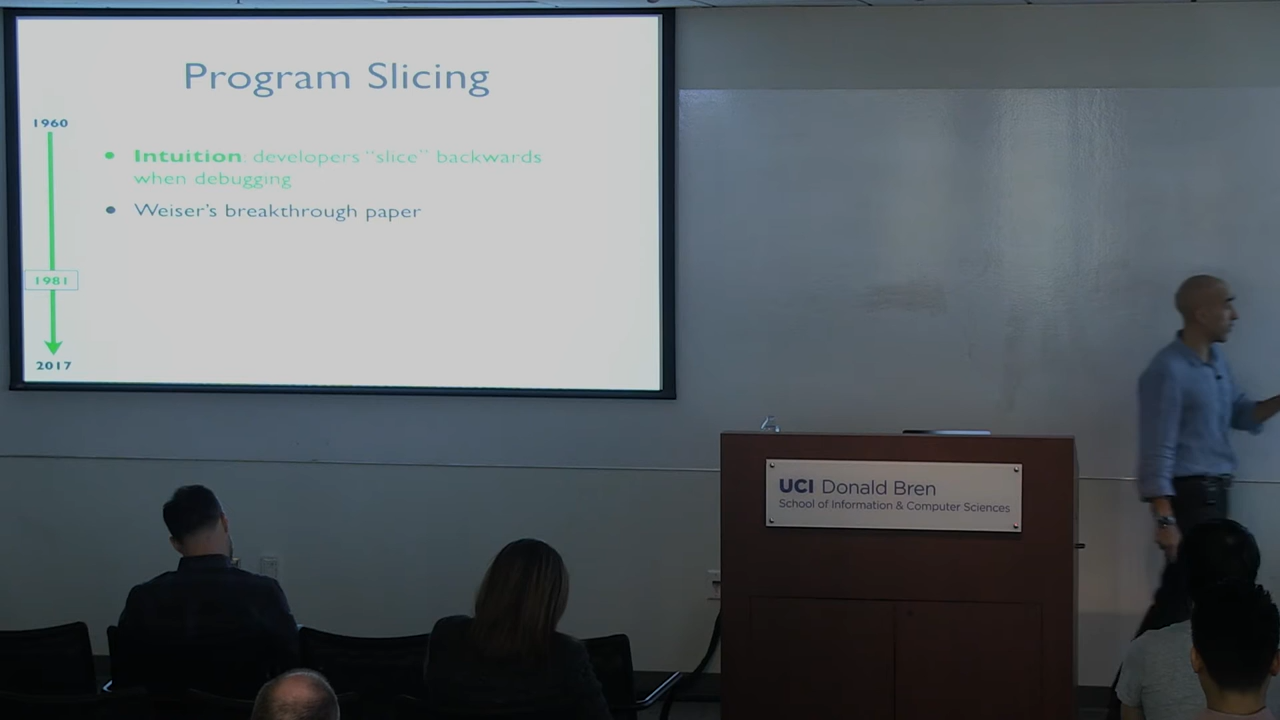 Program Slicing
1960
• Intuition: developers “slice” backwards
when debugging
• Weiser's breakthrough paper
1981
2017
UCI Donald Bren
School of Information & Computer Sciences